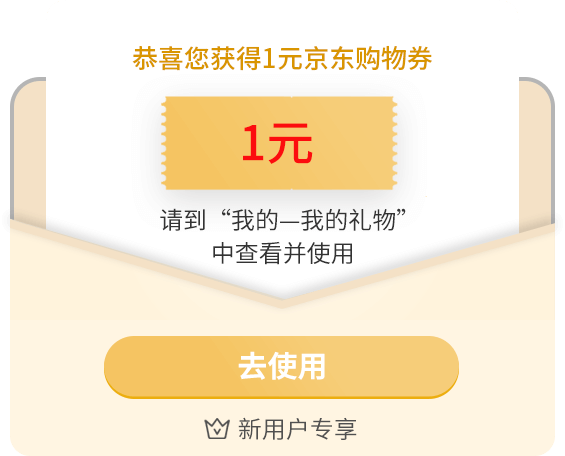 恭喜您获得1元京东购物券
1元
请到“我的—我的礼物”
中查看并使用
去使用
新用户专享